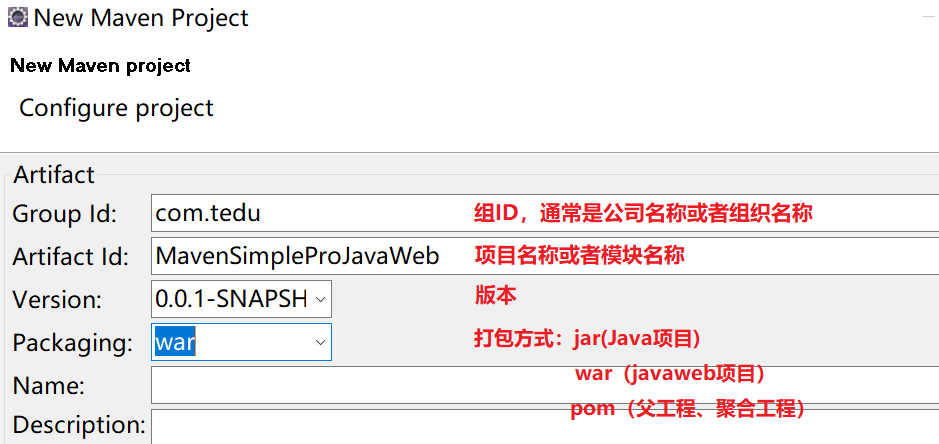 New Maven Project
New Maven project
Configure project
Artifact
Group Id: com.tedu 组ID，通常是公司名称或者组织名称
Artifact Id: MavenSimpleProJavaWeb 项目名称或者模块名称
Version: 0.0.1-SNAPSH 版本
Packaging: war 打包方式：jar(Java项目)
war（javaweb项目）
Name:
pom（父工程、聚合工程）
Description: